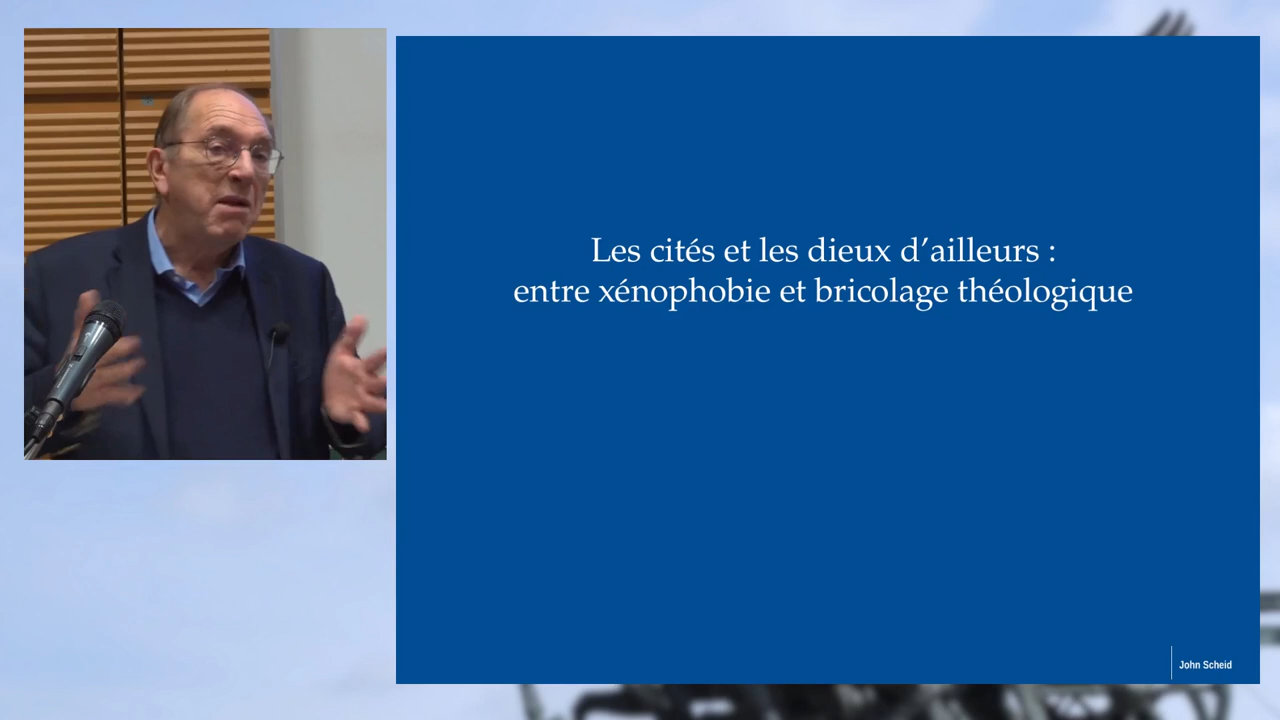 Les cités et les dieux d’ailleurs :
entre xénophobie et bricolage théologique
John Scheid